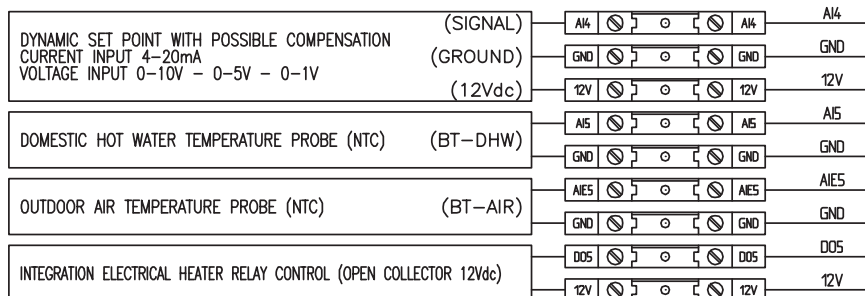 DYNAMIC SET POINT WITH POSSIBLE COMPENSATION
CURRENT INPUT 4-20mA
VOLTAGE INPUT 0-10V - 0-5V - 0-1V
(SIGNAL) AI4 AI4 AI4
(GROUND) GND GND GND
(12Vdc) 12V 12V 12V
DOMESTIC HOT WATER TEMPERATURE PROBE (NTC) (BT-DHW)
AI5 AI5 AI5
GND GND GND
OUTDOOR AIR TEMPERATURE PROBE (NTC) (BT-AIR)
AIE5 AIE5 AIE5
GND GND GND
INTEGRATION ELECTRICAL HEATER RELAY CONTROL (OPEN COLLECTOR 12Vdc)
DO5 DO5 DO5
12V 12V 12V